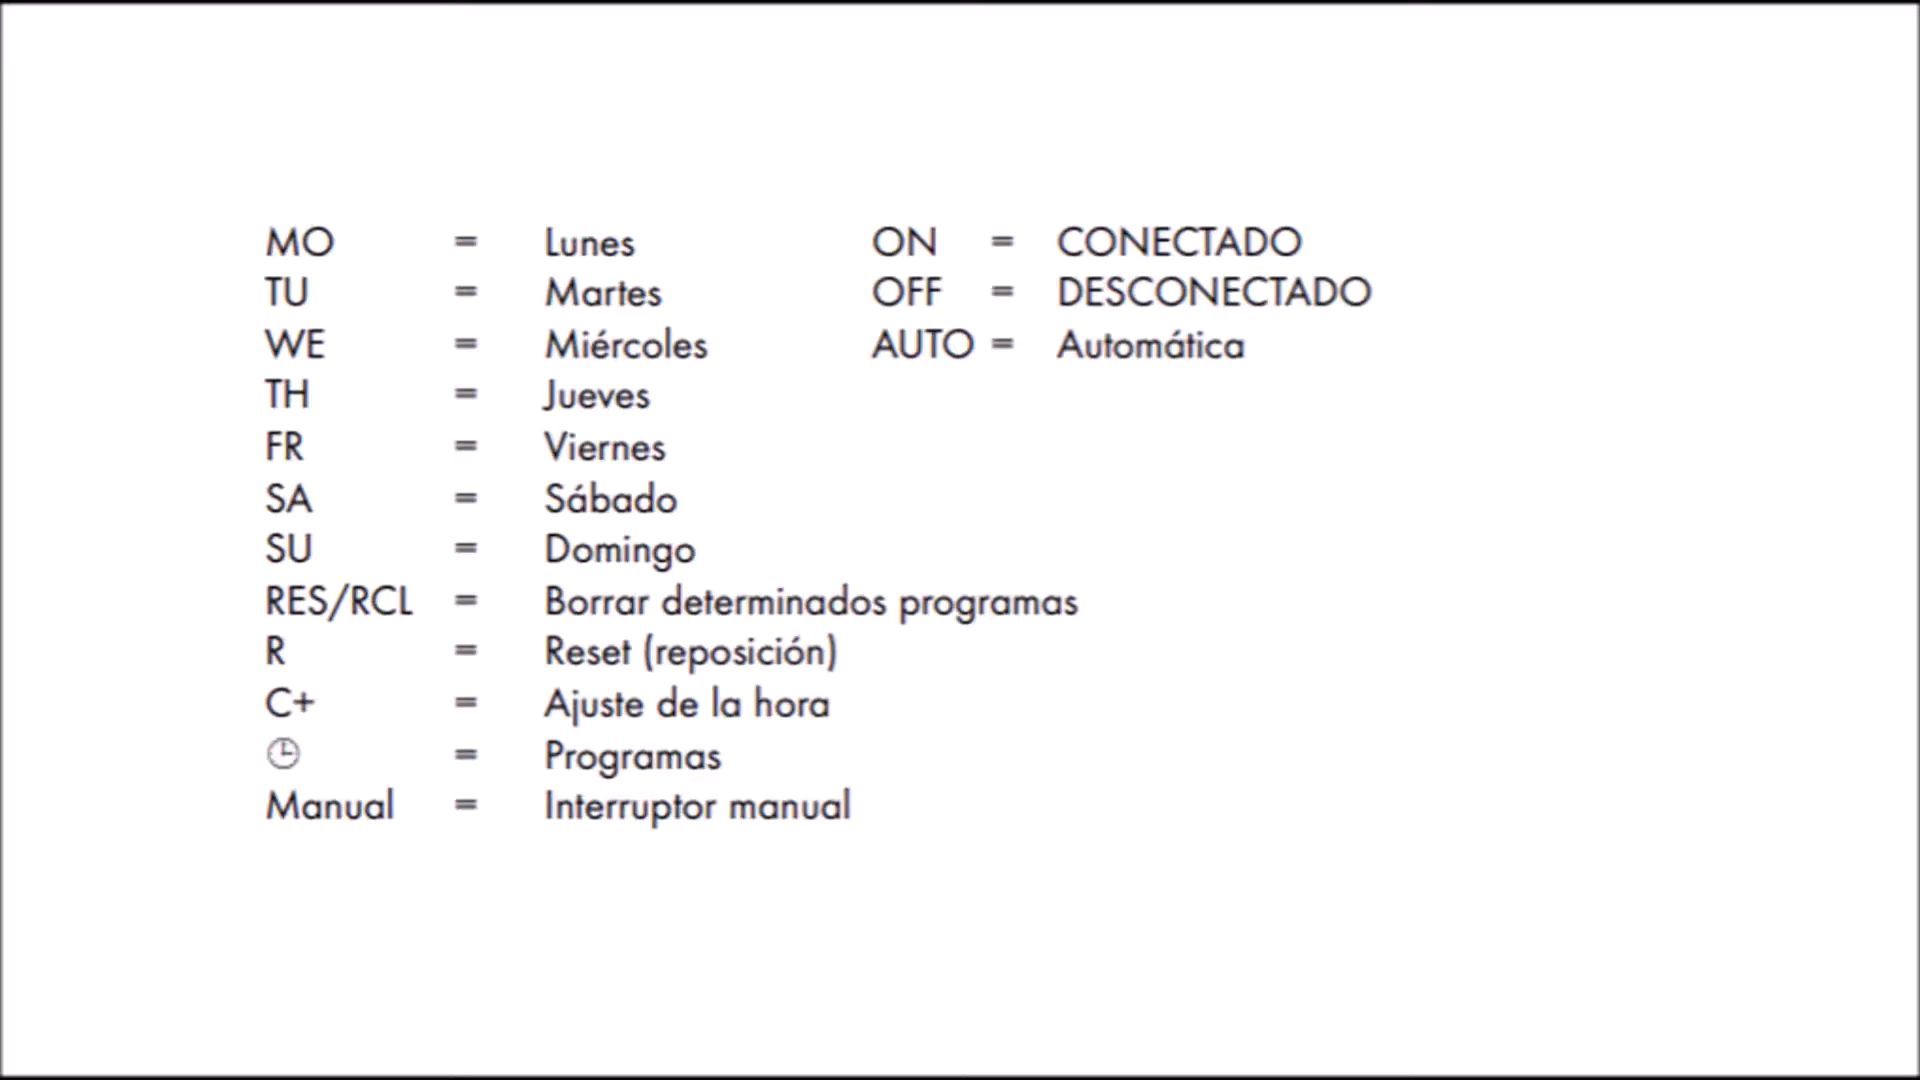 MO = Lunes ON = CONECTADO
TU = Martes OFF = DESCONECTADO
WE = Miércoles AUTO = Automática
TH = Jueves
FR = Viernes
SA = Sábado
SU = Domingo
RES/RCL = Borrar determinados programas
R = Reset (reposición)
C+ = Ajuste de la hora
= Programas
Manual = Interruptor manual